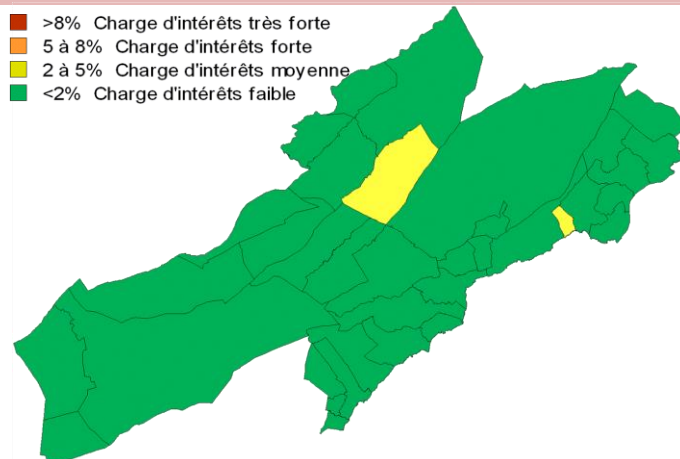 >8% Charge d'intérêts très forte
5 à 8% Charge d'intérêts forte
2 à 5% Charge d'intérêts moyenne
<2% Charge d'intérêts faible